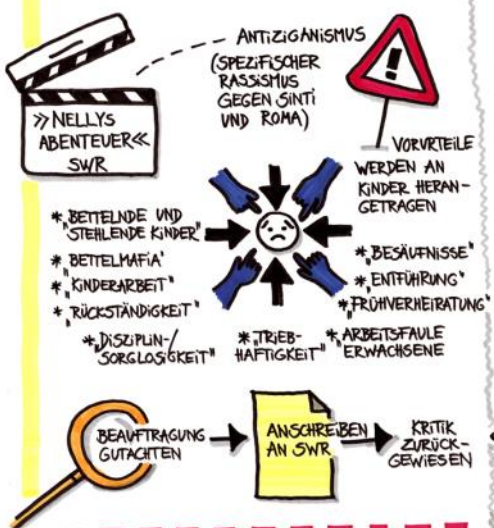 ANTIZIGANISMUS
(SPEZIFISCHER
RASSISMUS
GEGEN SINTI
UND ROMA)
»NELLYS
ABENTEUER«
SWR
!
VORURTEILE
WERDEN AN
KINDER HERAN-
GETRAGEN
* „BETTELNDE UND
STEHLENDE KINDER"
* „BETTELMAFIA"
* „KINDERARBEIT"
* „RÜCKSTÄNDIGKEIT"
* „DISZIPLIN-/
SORGLOSIGKEIT"
* „TRIEB-
HAFTIGKEIT"
* „BESÄUFNISSE"
* „ENTFÜHRUNG"
* „FRÜHVERHEIRATUNG"
* „ARBEITSFAULE
ERWACHSENE
BEAUFTRAGUNG
GUTACHTEN
ANSCHREIBEN
AN SWR
KRITIK
ZURÜCK-
GEWIESEN